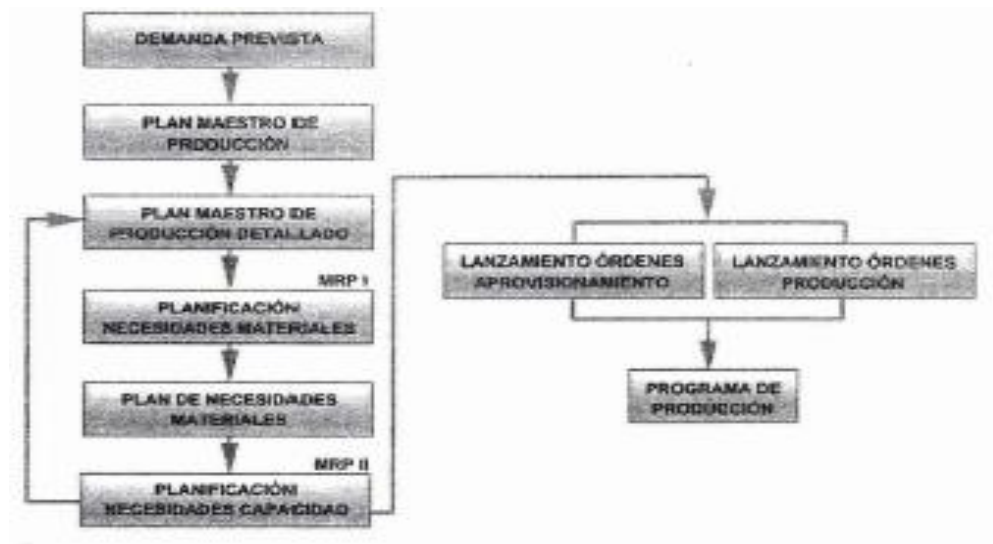 DEMANDA PREVISTA
PLAN MAESTRO DE
PRODUCCIÓN
PLAN MAESTRO DE
PRODUCCIÓN DETALLADO
MRP I
PLANIFICACIÓN
NECESIDADES MATERIALES
PLAN DE NECESIDADES
MATERIALES
MRP II
PLANIFICACIÓN
NECESIDADES CAPACIDAD
LANZAMIENTO ÓRDENES
APROVISIONAMIENTO
LANZAMIENTO ÓRDENES
PRODUCCIÓN
PROGRAMA DE
PRODUCCIÓN